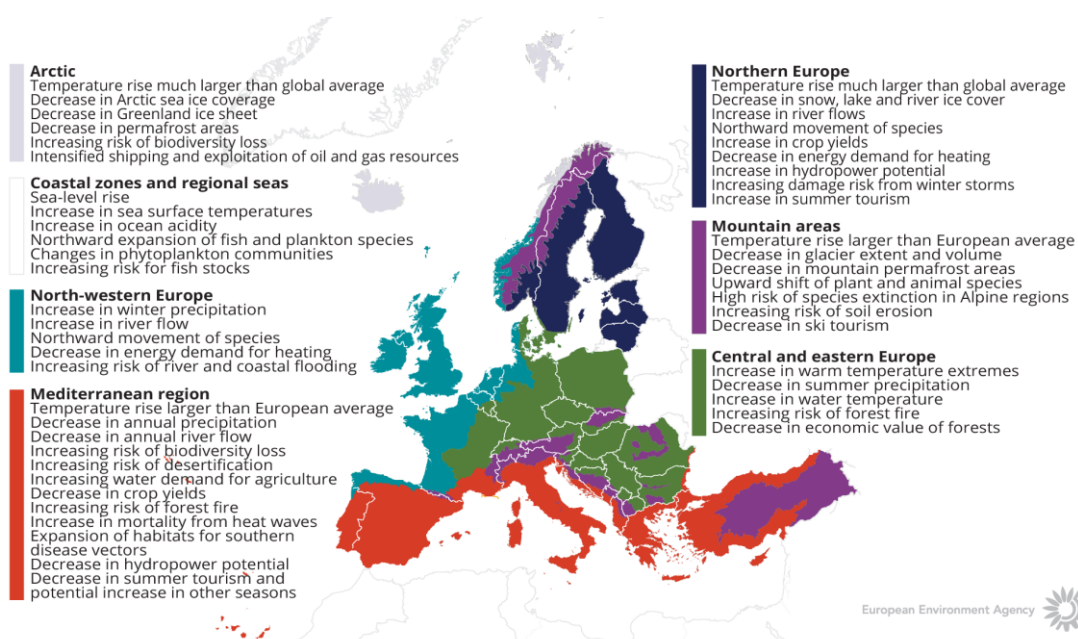 Arctic
Temperature rise much larger than global average
Decrease in Arctic sea ice coverage
Decrease in Greenland ice sheet
Decrease in permafrost areas
Increasing risk of biodiversity loss
Intensified shipping and exploitation of oil and gas resources
Coastal zones and regional seas
Sea-level rise
Increase in sea surface temperatures
Increase in ocean acidity
Northward expansion of fish and plankton species
Changes in phytoplankton communities
Increasing risk for fish stocks
North-western Europe
Increase in winter precipitation
Increase in river flow
Northward movement of species
Decrease in energy demand for heating
Increasing risk of river and coastal flooding
Mediterranean region
Temperature rise larger than European average
Decrease in annual precipitation
Decrease in annual river flow
Increasing risk of biodiversity loss
Increasing risk of desertification
Increasing water demand for agriculture
Decrease in crop yields
Increasing risk of forest fire
Increase in mortality from heat waves
Expansion of habitats for southern
disease vectors
Decrease in hydropower potential
Decrease in summer tourism and
potential increase in other seasons
Northern Europe
Temperature rise much larger than global average
Decrease in snow, lake and river ice cover
Increase in river flows
Northward movement of species
Increase in crop yields
Decrease in energy demand for heating
Increase in hydropower potential
Increasing damage risk from winter storms
Increase in summer tourism
Mountain areas
Temperature rise larger than European average
Decrease in glacier extent and volume
Decrease in mountain permafrost areas
Upward shift of plant and animal species
High risk of species extinction in Alpine regions
Increasing risk of soil erosion
Decrease in ski tourism
Central and eastern Europe
Increase in warm temperature extremes
Decrease in summer precipitation
Increase in water temperature
Increasing risk of forest fire
Decrease in economic value of forests
European Environment Agency